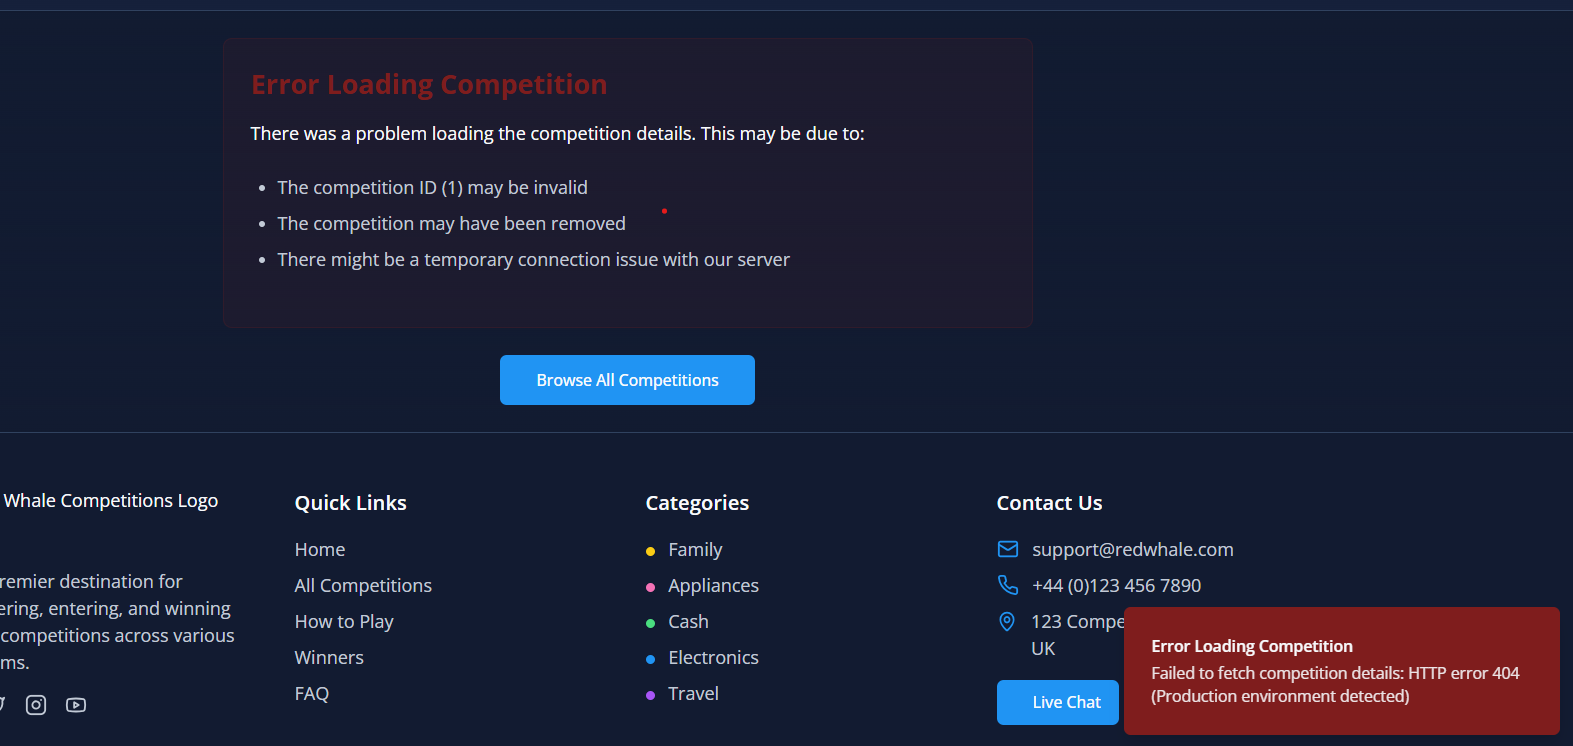 Error Loading Competition
There was a problem loading the competition details. This may be due to:
The competition ID (1) may be invalid
The competition may have been removed
There might be a temporary connection issue with our server
Browse All Competitions
Whale Competitions Logo
remier destination for
ering, entering, and winning
competitions across various
ms.
Quick Links
Home
All Competitions
How to Play
Winners
FAQ
Categories
Family
Appliances
Cash
Electronics
Travel
Contact Us
support@redwhale.com
+44 (0)123 456 7890
123 Compe
UK
Live Chat
Error Loading Competition
Failed to fetch competition details: HTTP error 404
(Production environment detected)